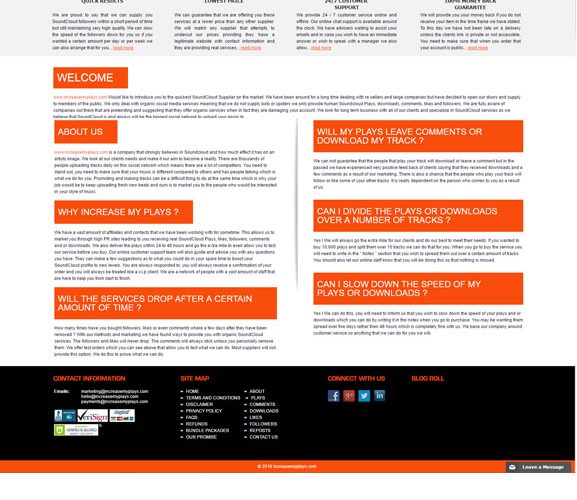 QUICK RESULTS
We are proud to say that we can supply you
SoundCloud followers within a short period of time
but still maintaining very high quality. We can slow
the speed of the followers down for you so if you
wanted a certain amount per day or per week we
can also arrange that for you... read more
LOWEST PRICE
We can guarantee that we are offering you these
services at a lower price than any other supplier.
We will match any supplier that attempts to
undercut our prices providing they have a
legitimate website with contact information and
they are providing real services... read more
24/7 CUSTOMER
SUPPORT
We provide 24 / 7 customer service online and
offline. Our online chat support is available around
the clock. We have advisers waiting to assist your
every need and in case you wish to have an immediate
answer or wish to speak with a manager we also
allow... read more
100% MONEY BACK
GUARANTEE
We will provide you your money back if you do not
receive your item in the time frame we have stated.
To this day we have not been late on a delivery
unless the client link is private or not accessible.
You need to make sure that when you order that
your account is public... read more
WELCOME
www.increasemyplays.com Would like to introduce you to the quickest SoundCloud Supplier on the market. We have been around for a long time dealing with re sellers and large companies but have decided to open our doors and supply
to members of the public. We only deal with organic social media services meaning that we do not supply bots or spiders we only provide human Soundcloud Plays, downloads, comments, likes and followers. We are fully aware of
companies out there that are pretending and suggesting that they there organic services when in fact they are damaging your account. We look for long term business with all of our clients and specialize in SoundCloud services as we
believe that SoundCloud is and always will be the biggest social network to upload your music to.
ABOUT US
www.increasemyplays.com is a company that strongly believes in Soundcloud and how much effect it has on an
artists image. We look at our clients needs and make it our aim to become a reality. There are thousands of
people uploading tracks daily on this social network which means there are a lot of competitors. You need to
stand out, you need to make sure that your music is different compared to others and has people talking which is
what we do for you. Promoting and making tracks can be a difficult thing to do at the same time which is why your
job would be to keep uploading fresh new beats and ours is to market you to the people who would be interested
in your style of music.
WHY INCREASE MY PLAYS ?
We have a vast amount of affiliates and contacts that we have been working with for sometime. This allows us to
market you through high PR sites leading to you receiving real SoundCloud Plays, likes, followers, comments
and or downloads. We also deliver the plays within 24 to 48 hours and go the extra mile to even allow you to test
our service before you buy. Our online customer support team will also guide and advise you with any questions
you have. They can make a few suggestions as to what you could do in your spare time to boost your
SoundCloud profile to new levels. You are always responded to, you will always receive a confirmation of your
order and you will always be treated like a v.i.p client. We are a network of people with a vast amount of staff that
are here to help you from start to finish.
WILL THE SERVICES DROP AFTER A CERTAIN
AMOUNT OF TIME ?
How many times have you bought followers, likes or even comments where a few days after they have been
removed ? With our methods and marketing we have found ways to provide you with organic SoundCloud
services. The followers and likes will never drop. The comments will always stick unless you personally remove
them. We offer test orders which you can see above that allow you to test what we can do. Most suppliers will not
provide this option. We do this to prove what we can do.
WILL MY PLAYS LEAVE COMMENTS OR
DOWNLOAD MY TRACK ?
We can not guarantee that the people that play your track will download or leave a comment but in the
passed we have experienced very positive feed back of clients saying that they received downloads and a
few comments as a result of our marketing. There is also a chance that the people who play your track will
follow or like some of your other tracks. It is really dependent on the person who comes to you as a result
of us.
CAN I DIVIDE THE PLAYS OR DOWNLOADS
OVER A NUMBER OF TRACKS ?
Yes ! We will always go the extra mile for our clients and do our best to meet their needs. If you wanted to
buy 10,000 plays and split them over 10 tracks we can do that for you. When you go to buy the service you
will need to write in the " Notes " section that you wish to spread them out over a certain amount of tracks.
You should also let our online staff know that you will be doing this so that nothing is missed.
CAN I SLOW DOWN THE SPEED OF MY
PLAYS OR DOWNLOADS ?
Yes ! We can do this, you will need to inform us that you wish to slow down the speed of your plays and or
downloads which you can do by writing it in the notes when you go to purchase. You may be wanting them
spread over five days rather then 48 hours which is completely fine with us. We base our company around
customer service so anything that we can do for you we will.
CONTACT INFORMATION
Emails:
marketing@increasemyplays.com
hello@increasemyplays.com
payments@increasemyplays.com
VeriSign
SITE MAP
HOME
TERMS AND CONDITIONS
DISCLAIMER
PRIVACY POLICY
FAQS
REFUNDS
BUNDLE PACKAGES
OUR PROMISE
ABOUT
PLAYS
COMMENTS
DOWNLOADS
LIKES
FOLLOWERS
REPOSTS
CONTACT US
CONNECT WITH US
BLOG ROLL
© 2016 increasemyplays.com
Leave a Message